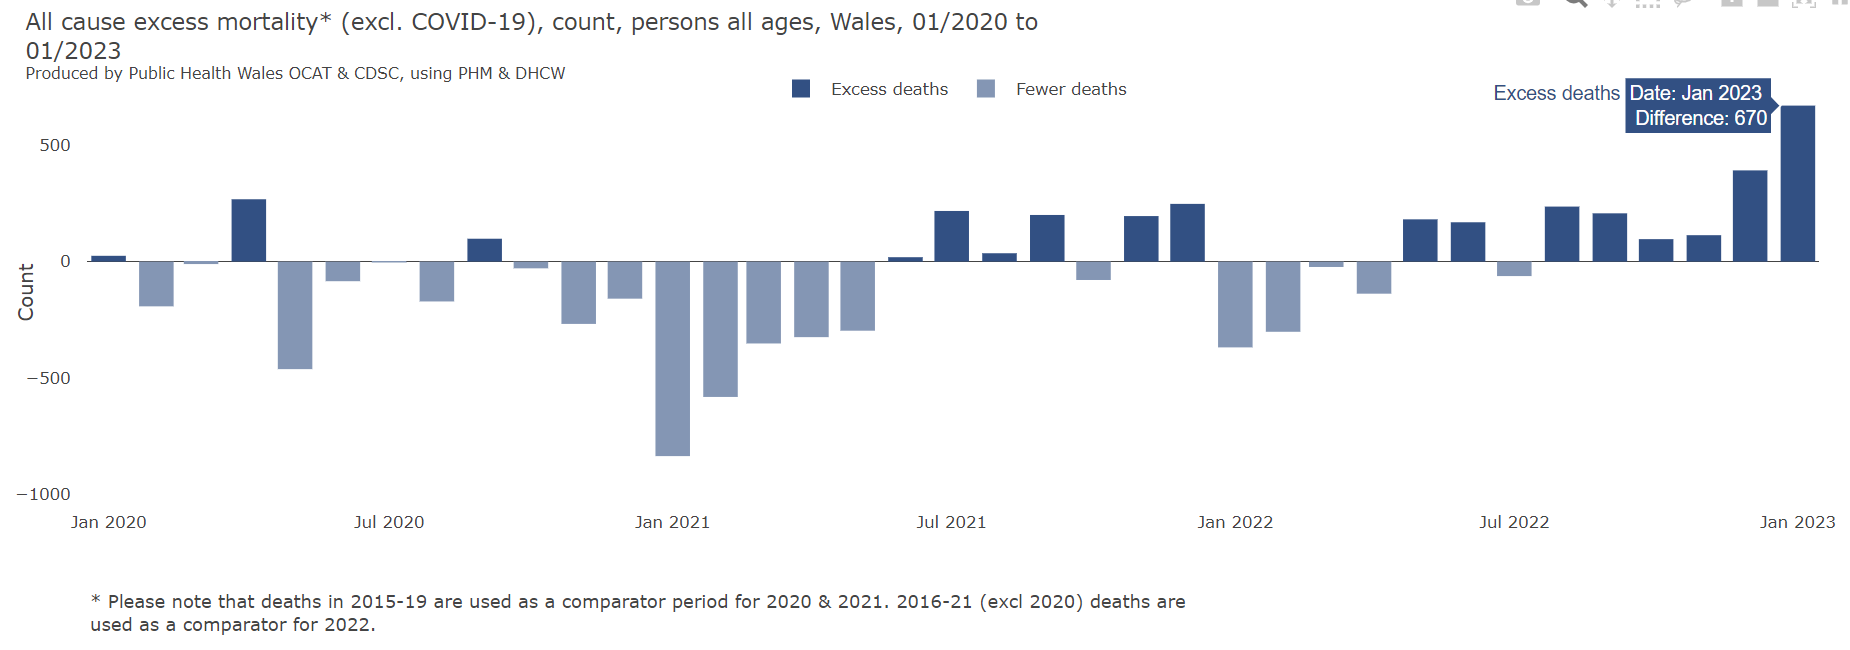 All cause excess mortality* (excl. COVID-19), count, persons all ages, Wales, 01/2020 to
01/2023
Produced by Public Health Wales OCAT & CDSC, using PHM & DHCW
Excess deaths
Fewer deaths
Excess deaths
Date: Jan 2023
Difference: 670
500
0
−500
−1000
Count
Jan 2020
Jul 2020
Jan 2021
Jul 2021
Jan 2022
Jul 2022
Jan 2023
* Please note that deaths in 2015-19 are used as a comparator period for 2020 & 2021. 2016-21 (excl 2020) deaths are
used as a comparator for 2022.